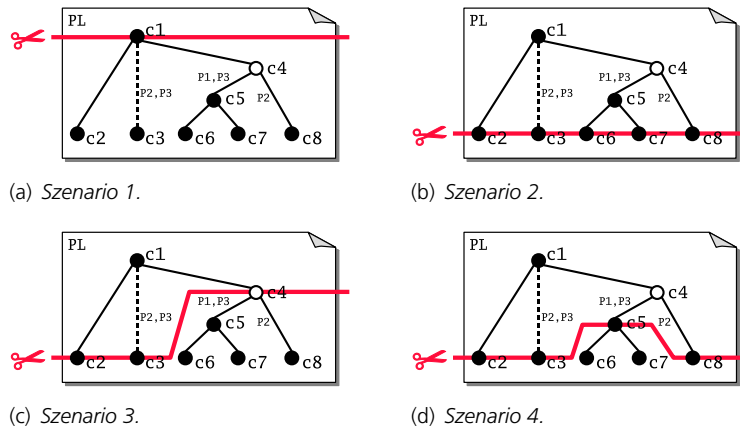 PL
c1
c4
P1,P3
P2,P3
c5
P2
c2
c3
c6
c7
c8
(a) Szenario 1.
PL
c1
c4
P1,P3
P2,P3
c5
P2
c2
c3
c6
c7
c8
(b) Szenario 2.
PL
c1
c4
P1,P3
P2,P3
c5
P2
c2
c3
c6
c7
c8
(c) Szenario 3.
PL
c1
c4
P1,P3
P2,P3
c5
P2
c2
c3
c6
c7
c8
(d) Szenario 4.